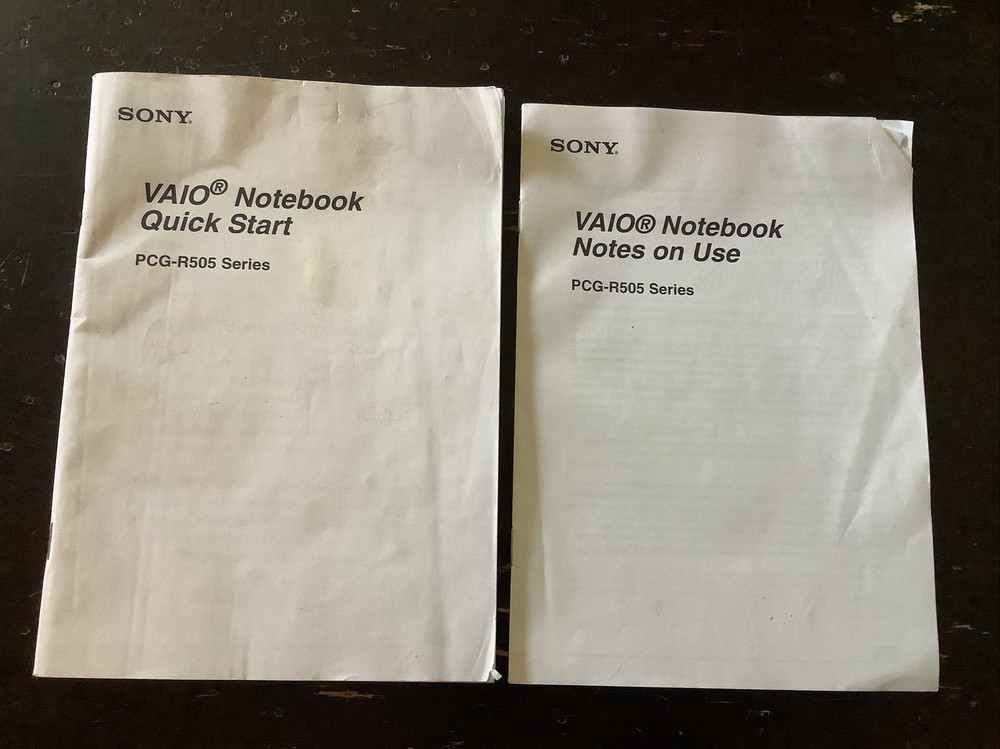 SONY®
VAIO® Notebook
Quick Start
PCG-R505 Series
SONY®
VAIO® Notebook
Notes on Use
PCG-R505 Series